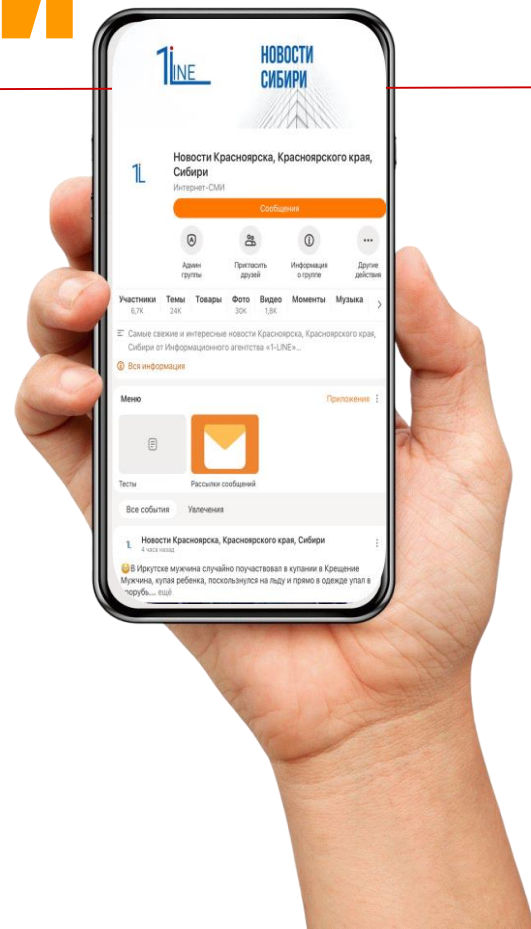 И
1LINE
НОВОСТИ
СИБИРИ
1L
Новости Красноярска, Красноярского края,
Сибири
Интернет-СМИ
Сообщения
Админ
группы
Пригласить
друзей
Информация
о группе
Другие
действия
Участники Темы Товары Фото Видео Моменты Музыка
6,7K 24K 30K 1,8K
Самые свежие и интересные новости Красноярска, Красноярского края,
Сибири от Информационного агентства «1-LINE»...
Вся информация
Меню Приложения
Тесты Рассылки сообщений
Все события Увлечения
1L Новости Красноярска, Красноярского края, Сибири
4 часа назад
В Иркутске мужчина случайно поучаствовал в купании в Крещение
Мужчина, купая ребенка, поскользнулся на льду и прямо в одежде упал в
прорубь... ещё